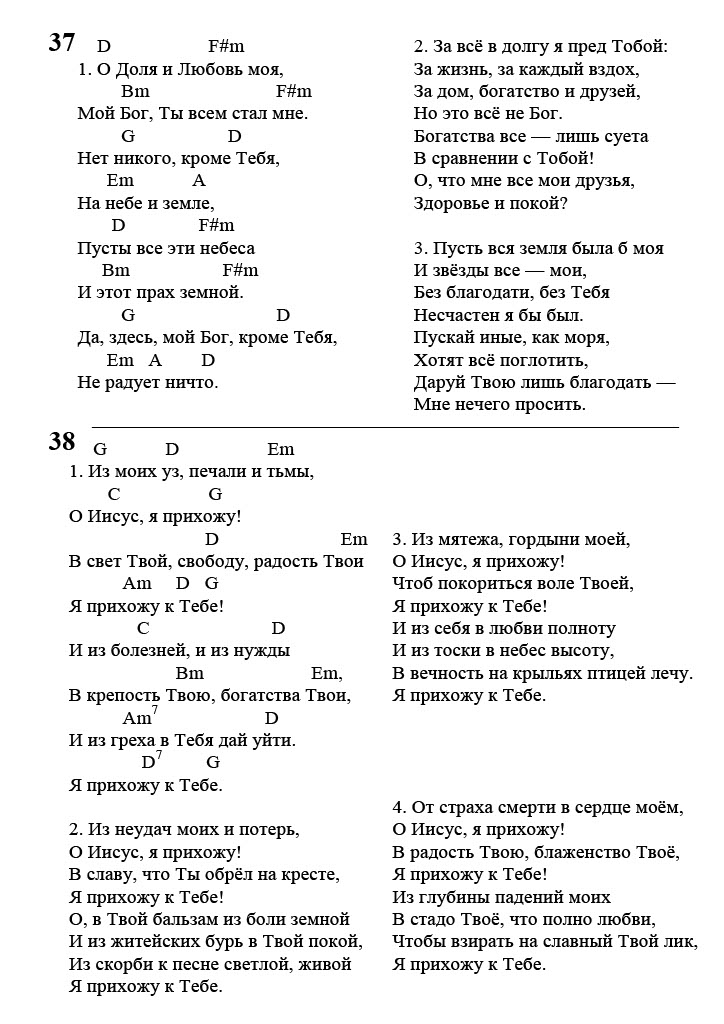 37
D F#m
1. О Доля и Любовь моя,
Bm F#m
Мой Бог, Ты всем стал мне.
G D
Нет никого, кроме Тебя,
Em A
На небе и земле,
D F#m
Пусты все эти небеса
Bm F#m
И этот прах земной.
G D
Да, здесь, мой Бог, кроме Тебя,
Em A D
Не радует ничто.
2. За всё в долгу я пред Тобой:
За жизнь, за каждый вздох,
За дом, богатство и друзей,
Но это всё не Бог.
Богатства все — лишь суета
В сравнении с Тобой!
О, что мне все мои друзья,
Здоровье и покой?
3. Пусть вся земля была б моя
И звёзды все — мои,
Без благодати, без Тебя
Несчастен я бы был.
Пускай иные, как моря,
Хотят всё поглотить,
Даруй Твою лишь благодать —
Мне нечего просить.
38
G D Em
1. Из моих уз, печали и тьмы,
C G
О Иисус, я прихожу!
D Em
В свет Твой, свободу, радость Твои
Am D G
Я прихожу к Тебе!
C D
И из болезней, и из нужды
Bm Em,
В крепость Твою, богатства Твои,
Am7 D
И из греха в Тебя дай уйти.
D7 G
Я прихожу к Тебе.
2. Из неудач моих и потерь,
О Иисус, я прихожу!
В славу, что Ты обрёл на кресте,
Я прихожу к Тебе!
О, в Твой бальзам из боли земной
И из житейских бурь в Твой покой,
Из скорби к песне светлой, живой
Я прихожу к Тебе.
3. Из мятежа, гордыни моей,
О Иисус, я прихожу!
Чтоб покориться воле Твоей,
Я прихожу к Тебе!
И из себя в любви полноту
И из тоски в небес высоту,
В вечность на крыльях птицей лечу.
Я прихожу к Тебе.
4. От страха смерти в сердце моём,
О Иисус, я прихожу!
В радость Твою, блаженство Твоё,
Я прихожу к Тебе!
Из глубины падений моих
В стадо Твоё, что полно любви,
Чтобы взирать на славный Твой лик,
Я прихожу к Тебе.